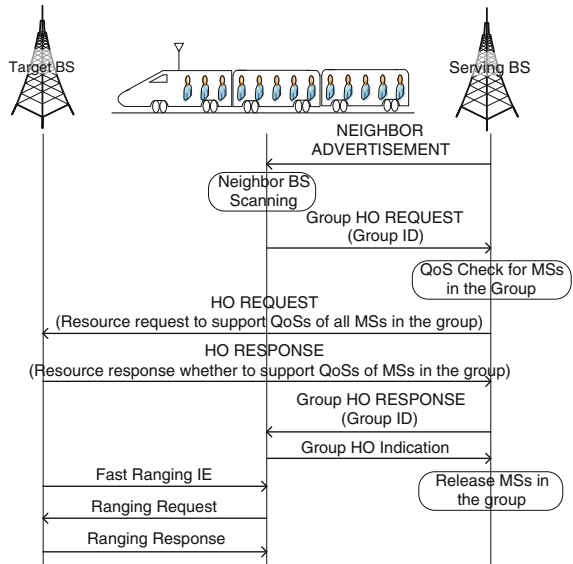 Target BS
Serving BS
NEIGHBOR
ADVERTISEMENT
Neighbor BS
Scanning
Group HO REQUEST
(Group ID)
QoS Check for MSs
in the Group
HO REQUEST
(Resource request to support QoSs of all MSs in the group)
HO RESPONSE
(Resource response whether to support QoSs of MSs in the group)
Group HO RESPONSE
(Group ID)
Group HO Indication
Fast Ranging IE
Release MSs in
the group
Ranging Request
Ranging Response